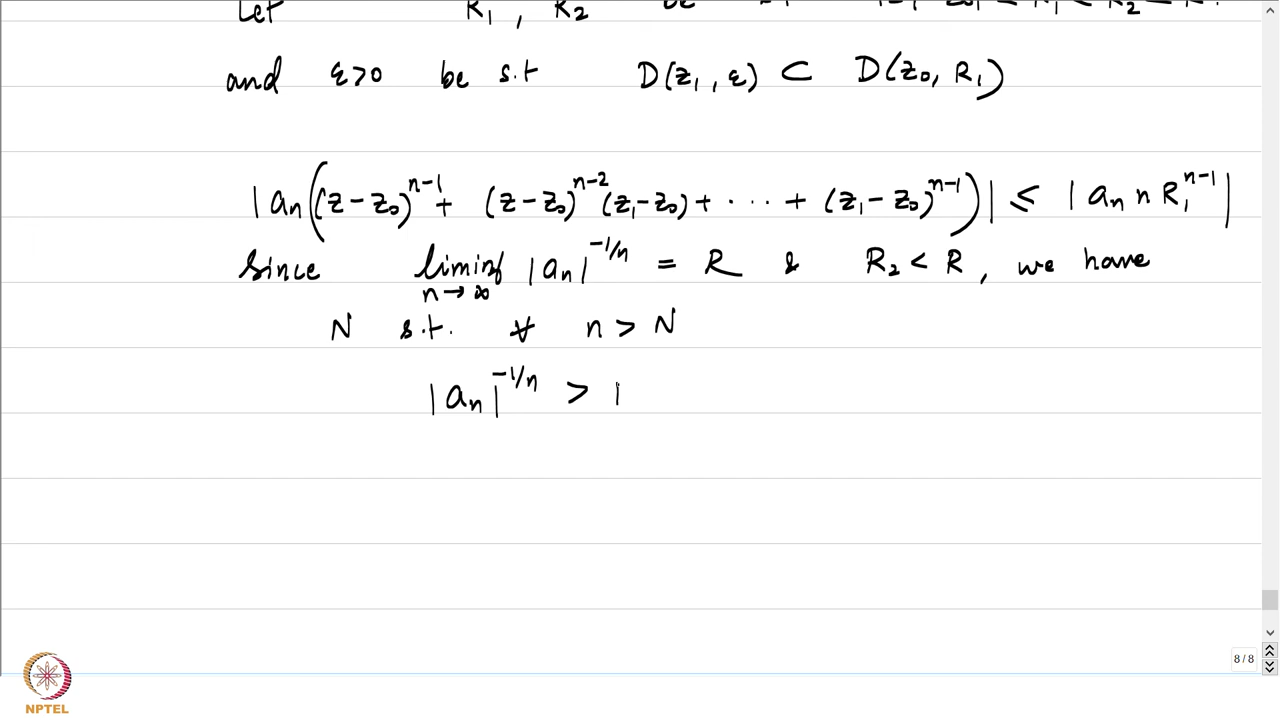 Let R₁ , R₂ be
and ε>0 be s.t D(z₁, ε) ⊂ D(z₀, R₁)
|aₙ((z-z₀)ⁿ⁻¹ + (z-z₀)ⁿ⁻²(z₁-z₀) + ··· + (z₁-z₀)ⁿ⁻¹)| ≤ |aₙ n R₁ⁿ⁻¹|
since liminf_{n→∞} |aₙ|^{-1/n} = R & R₂ < R, we have
N s.t. ∀ n > N
|aₙ|^{-1/n} >
8 / 8
NPTEL